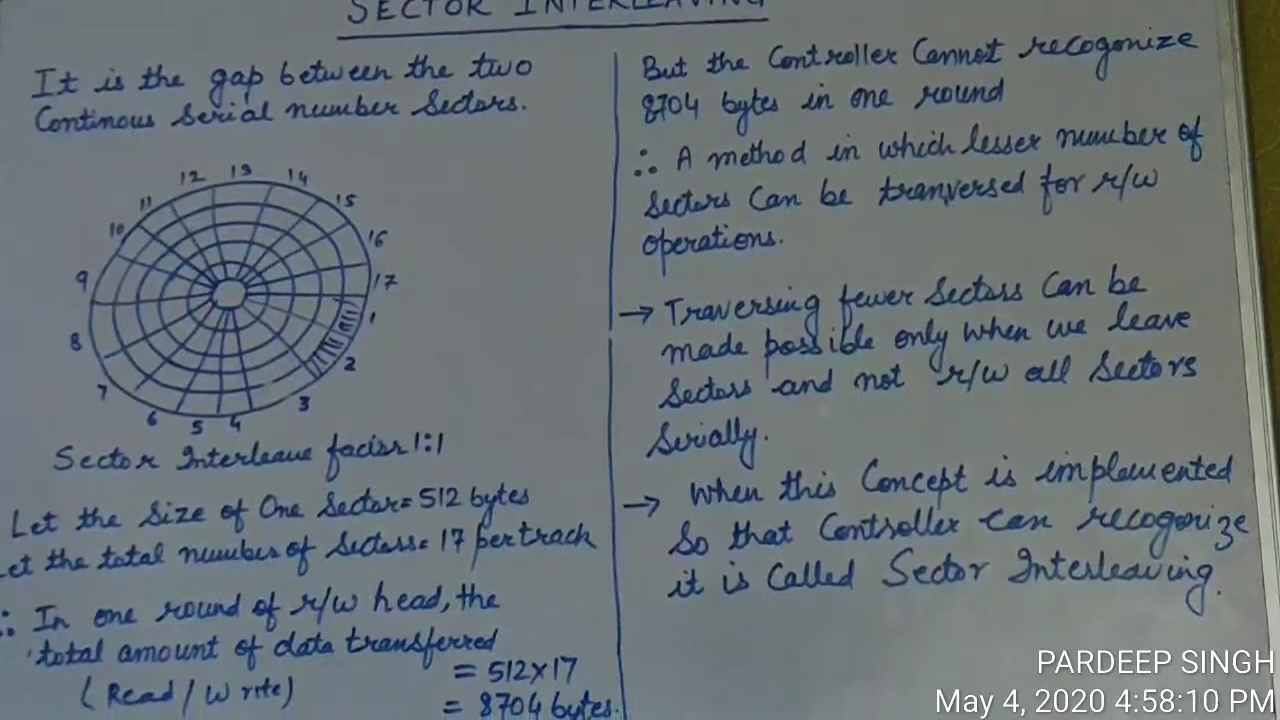 SECTOR INTERLEAVING
It is the gap between the two
Continous Serial number Sectors.
12 13 14
11 15
10 16
9 17
8 1
7 2
6 5 4 3
Sector Interleave factor 1:1
Let the Size of One Sector= 512 bytes
Let the total number of Sectors= 17 per track
∴ In one round of r/w head, the
total amount of data transferred
(Read/Write) = 512×17
= 8704 bytes.
But the Controller Cannot recogonize
8704 bytes in one round
∴ A method in which lesser number of
Sectors Can be tranversed for r/w
operations.
→ Traversing fewer Sectors Can be
made possible only when we leave
Sectors and not r/w all Sectors
Serially.
→ When this Concept is implemented
So that Controller can recogonize
it is Called Sector Interleaving.
PARDEEP SINGH
May 4, 2020 4:58:10 PM